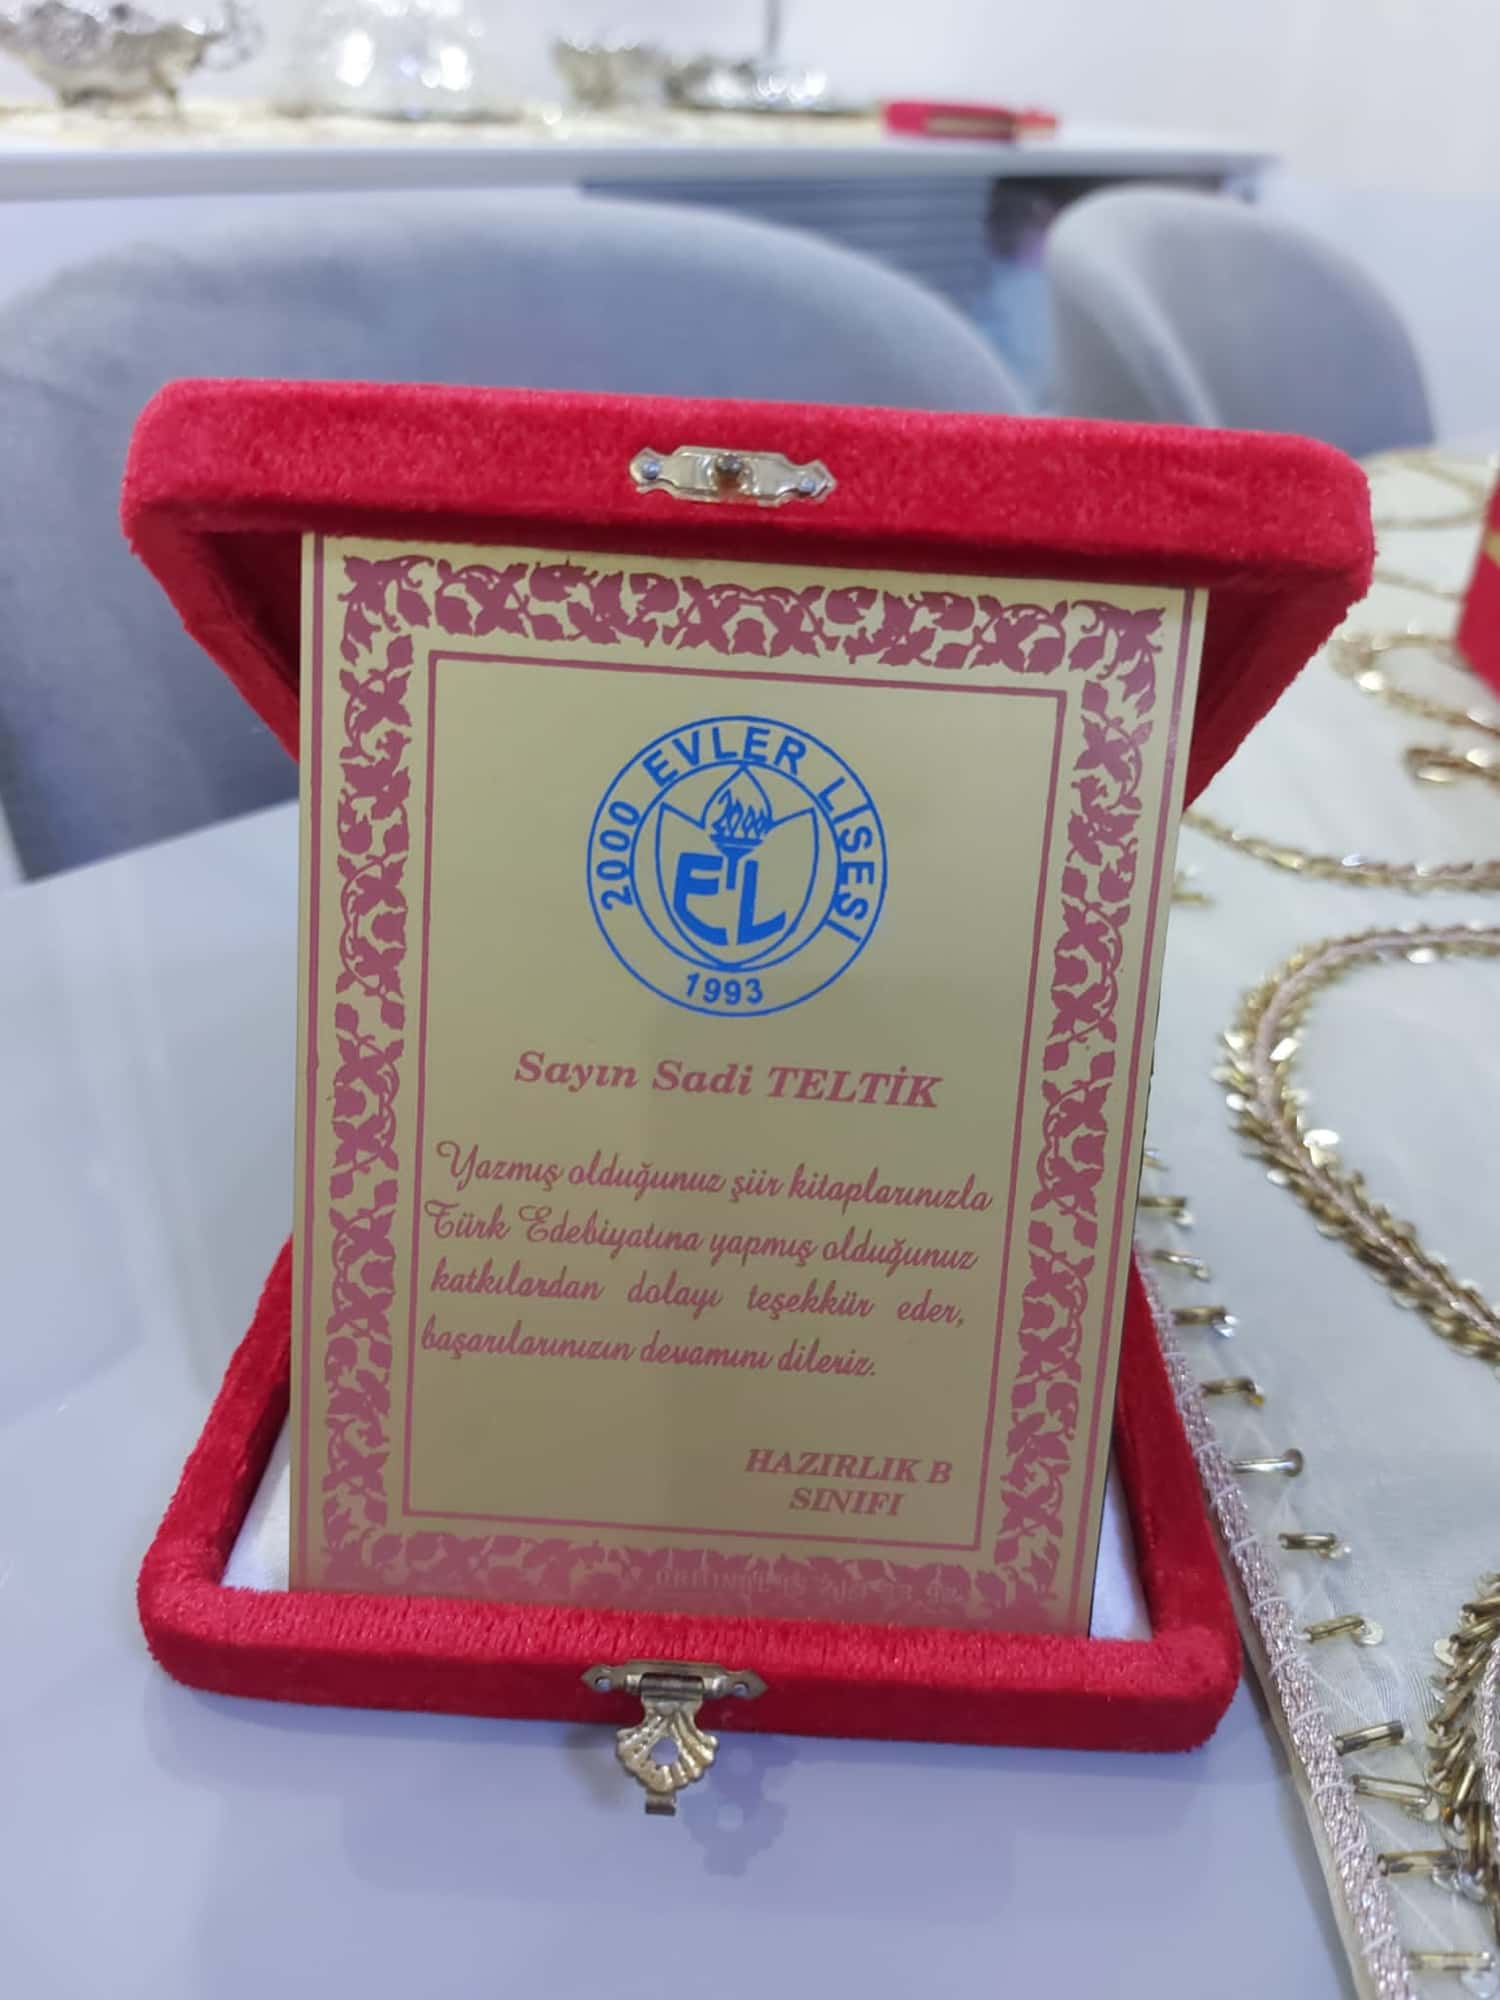 2000 EVLER LİSESİ
2000
EL
1993
Sayın Sadi TELTİK
Yazmış olduğunuz şiir kitaplarınızla
Türk Edebiyatına yapmış olduğunuz
katkılardan dolayı teşekkür eder,
başarılarınızın devamını dileriz.
HAZIRLIK B
SINIFI